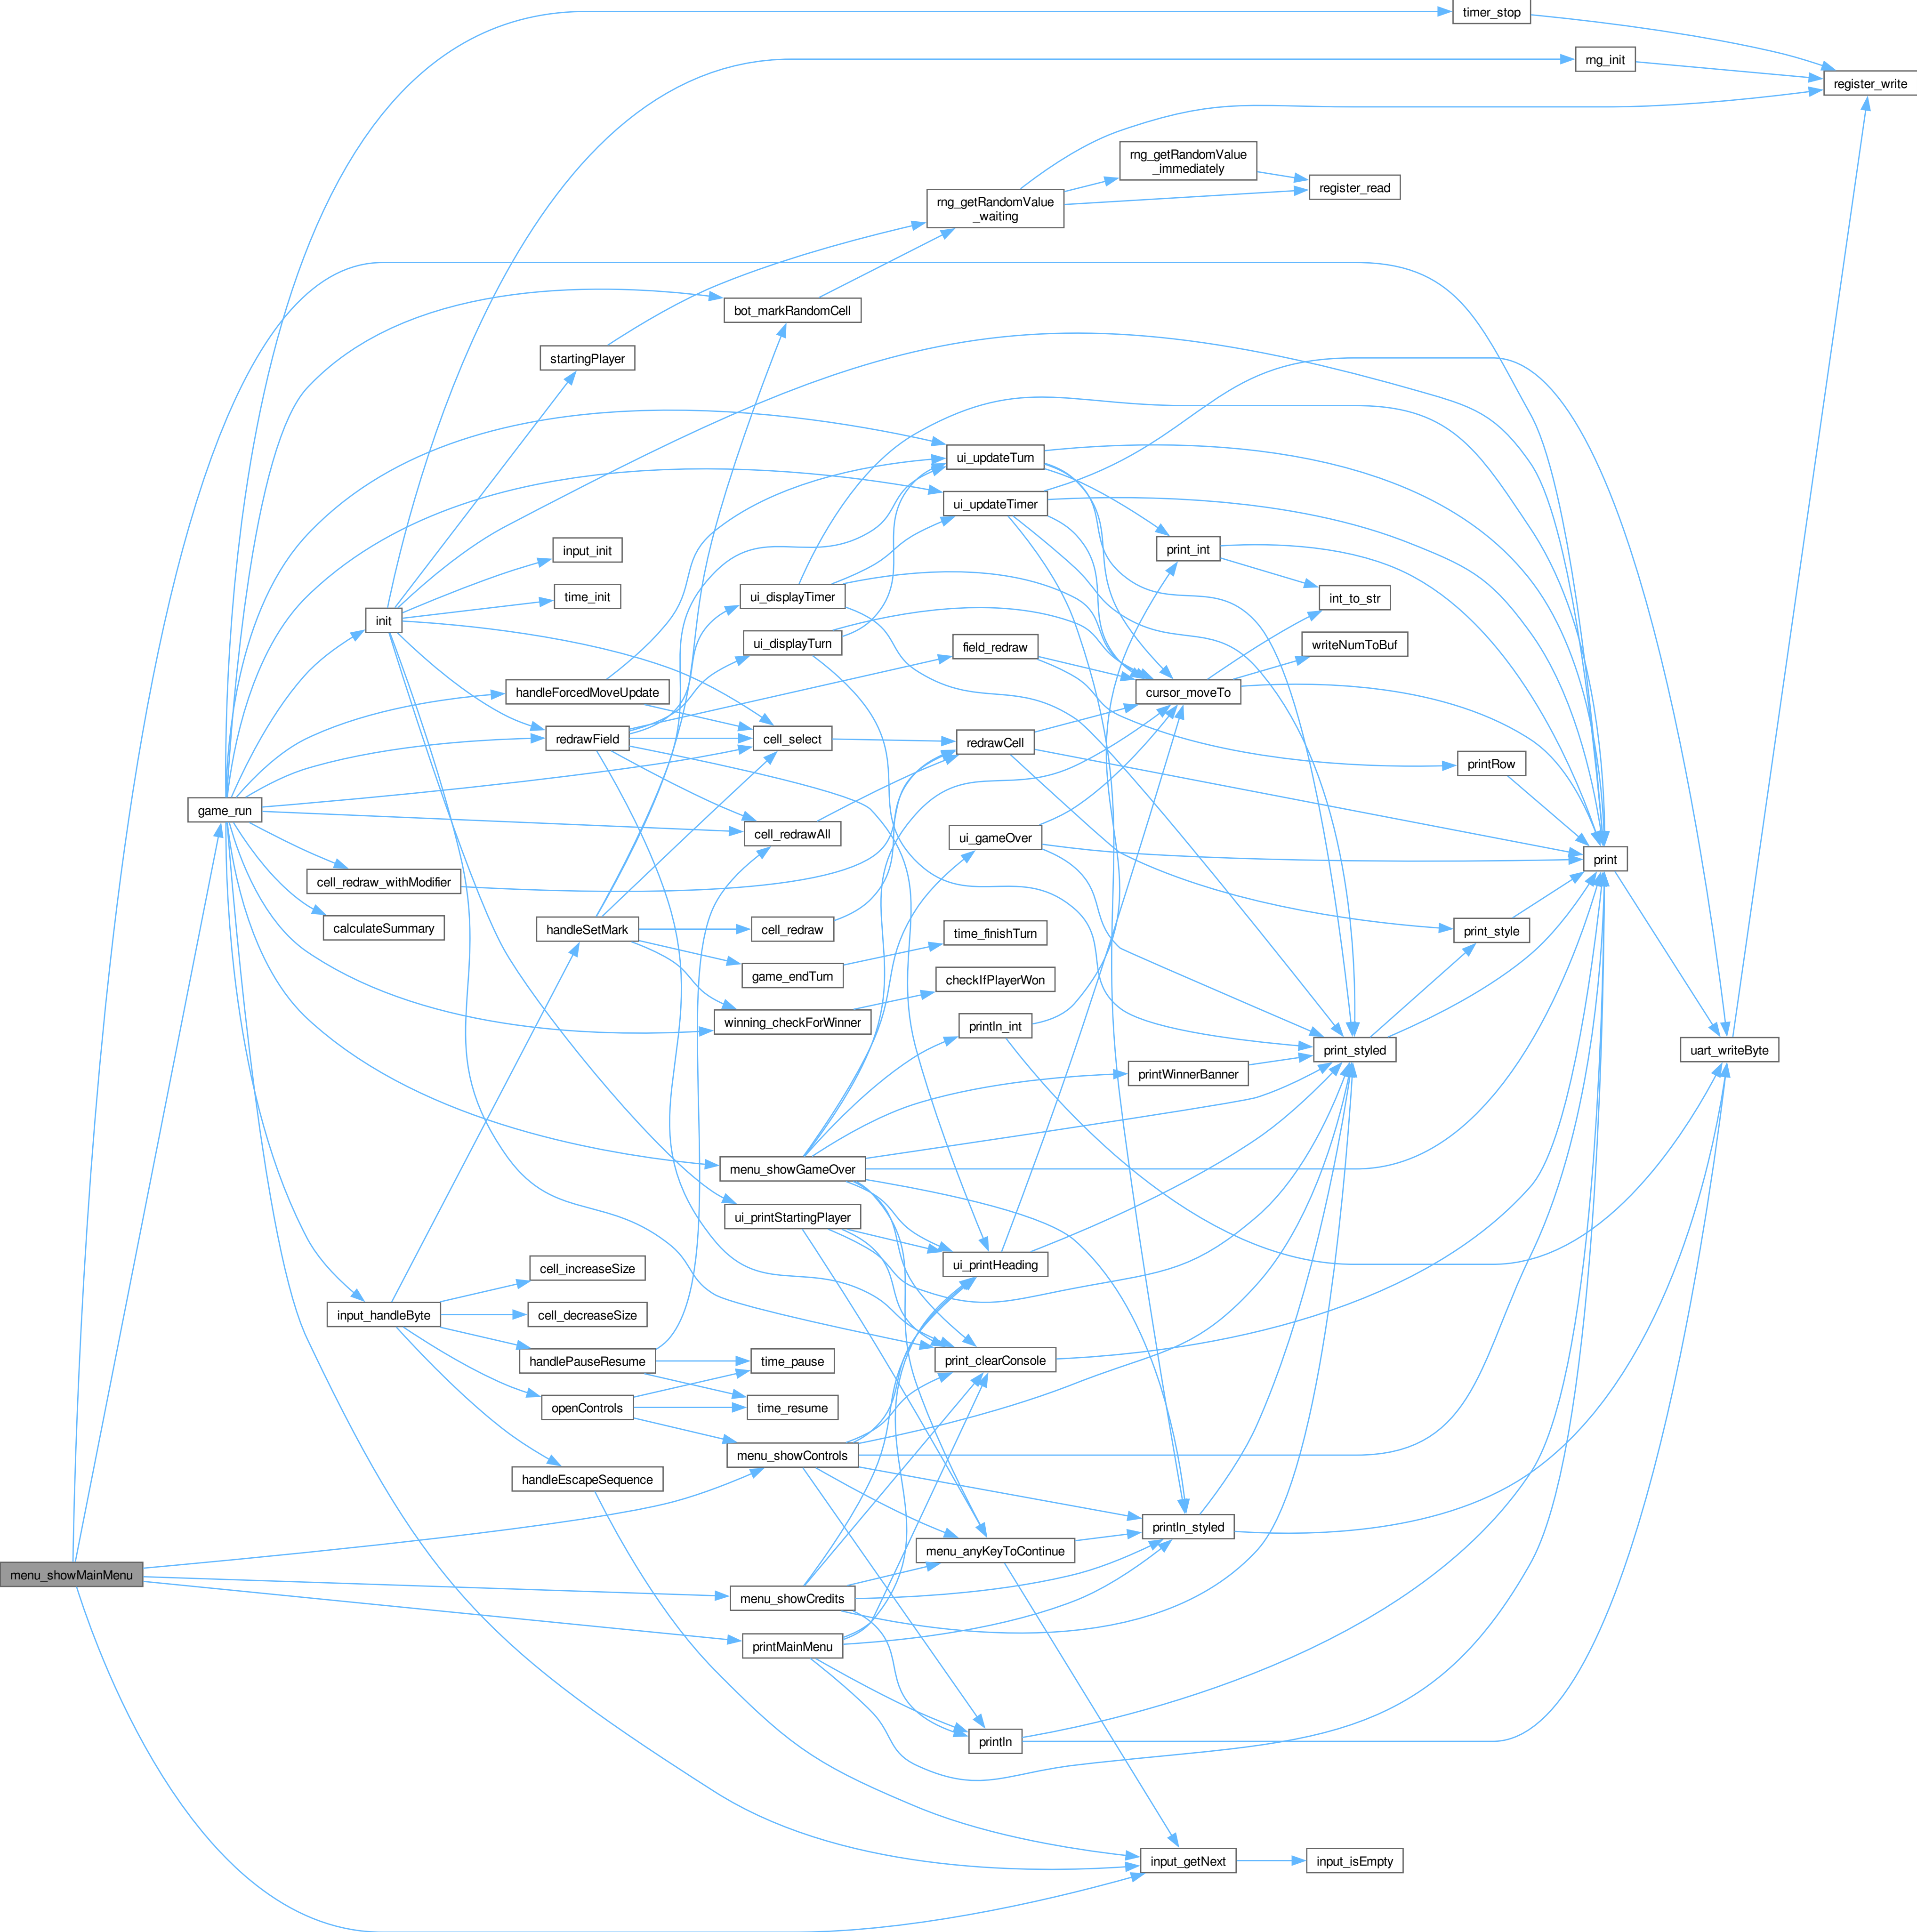 timer_stop
rng_init
register_write
rng_getRandomValue
_immediately
register_read
rng_getRandomValue
_waiting
bot_markRandomCell
startingPlayer
ui_updateTurn
ui_updateTimer
input_init
print_int
time_init
ui_displayTimer
int_to_str
init
ui_displayTurn
field_redraw
writeNumToBuf
handleForcedMoveUpdate
cursor_moveTo
redrawField
cell_select
redrawCell
printRow
game_run
cell_redrawAll
ui_gameOver
print
cell_redraw_withModifier
calculateSummary
handleSetMark
cell_redraw
time_finishTurn
print_style
game_endTurn
checkIfPlayerWon
winning_checkForWinner
println_int
print_styled
uart_writeByte
printWinnerBanner
menu_showGameOver
ui_printStartingPlayer
ui_printHeading
cell_increaseSize
input_handleByte
cell_decreaseSize
handlePauseResume
time_pause
print_clearConsole
openControls
time_resume
menu_showControls
handleEscapeSequence
println_styled
menu_anyKeyToContinue
menu_showMainMenu
menu_showCredits
printMainMenu
println
input_getNext
input_isEmpty